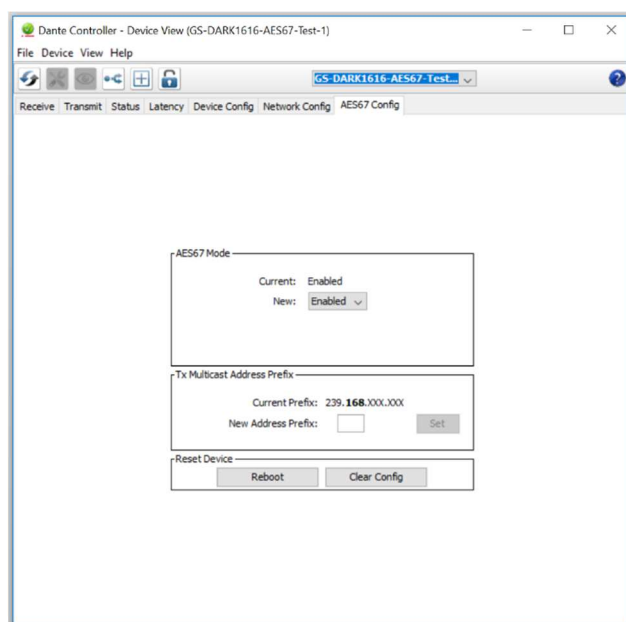 Dante Controller - Device View (GS-DARK1616-AES67-Test-1)
File Device View Help
GS-DARK1616-AES67-Test...
Receive Transmit Status Latency Device Config Network Config AES67 Config
AES67 Mode
Current: Enabled
New: Enabled
Tx Multicast Address Prefix
Current Prefix: 239.168.XXX.XXX
New Address Prefix: Set
Reset Device
Reboot Clear Config